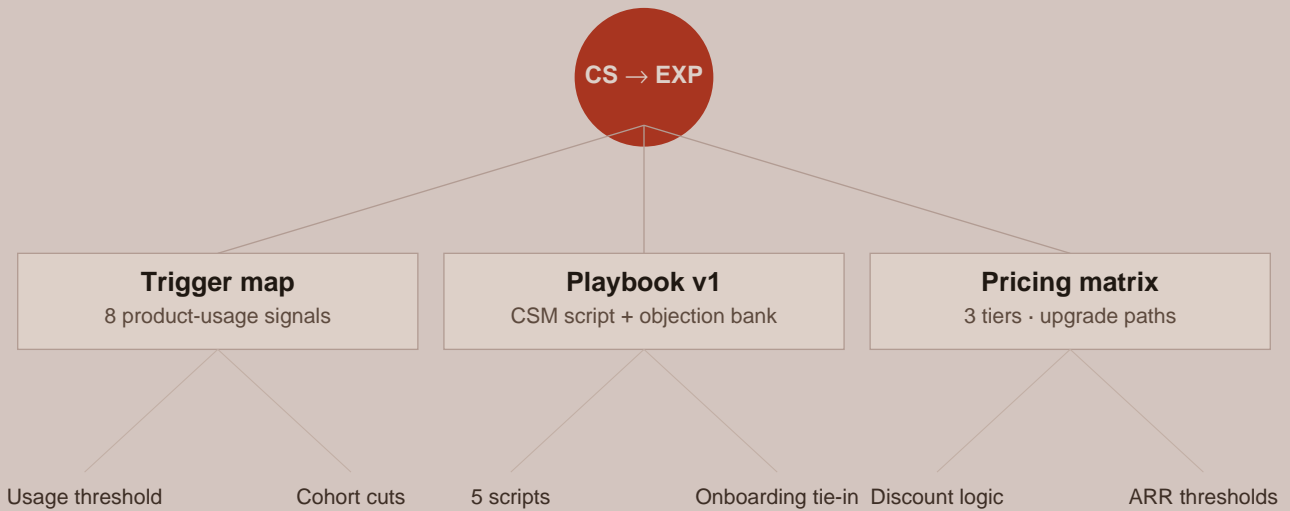 CS → EXP
Trigger map
8 product-usage signals
Playbook v1
CSM script + objection bank
Pricing matrix
3 tiers · upgrade paths
Usage threshold
Cohort cuts
5 scripts
Onboarding tie-in
Discount logic
ARR thresholds